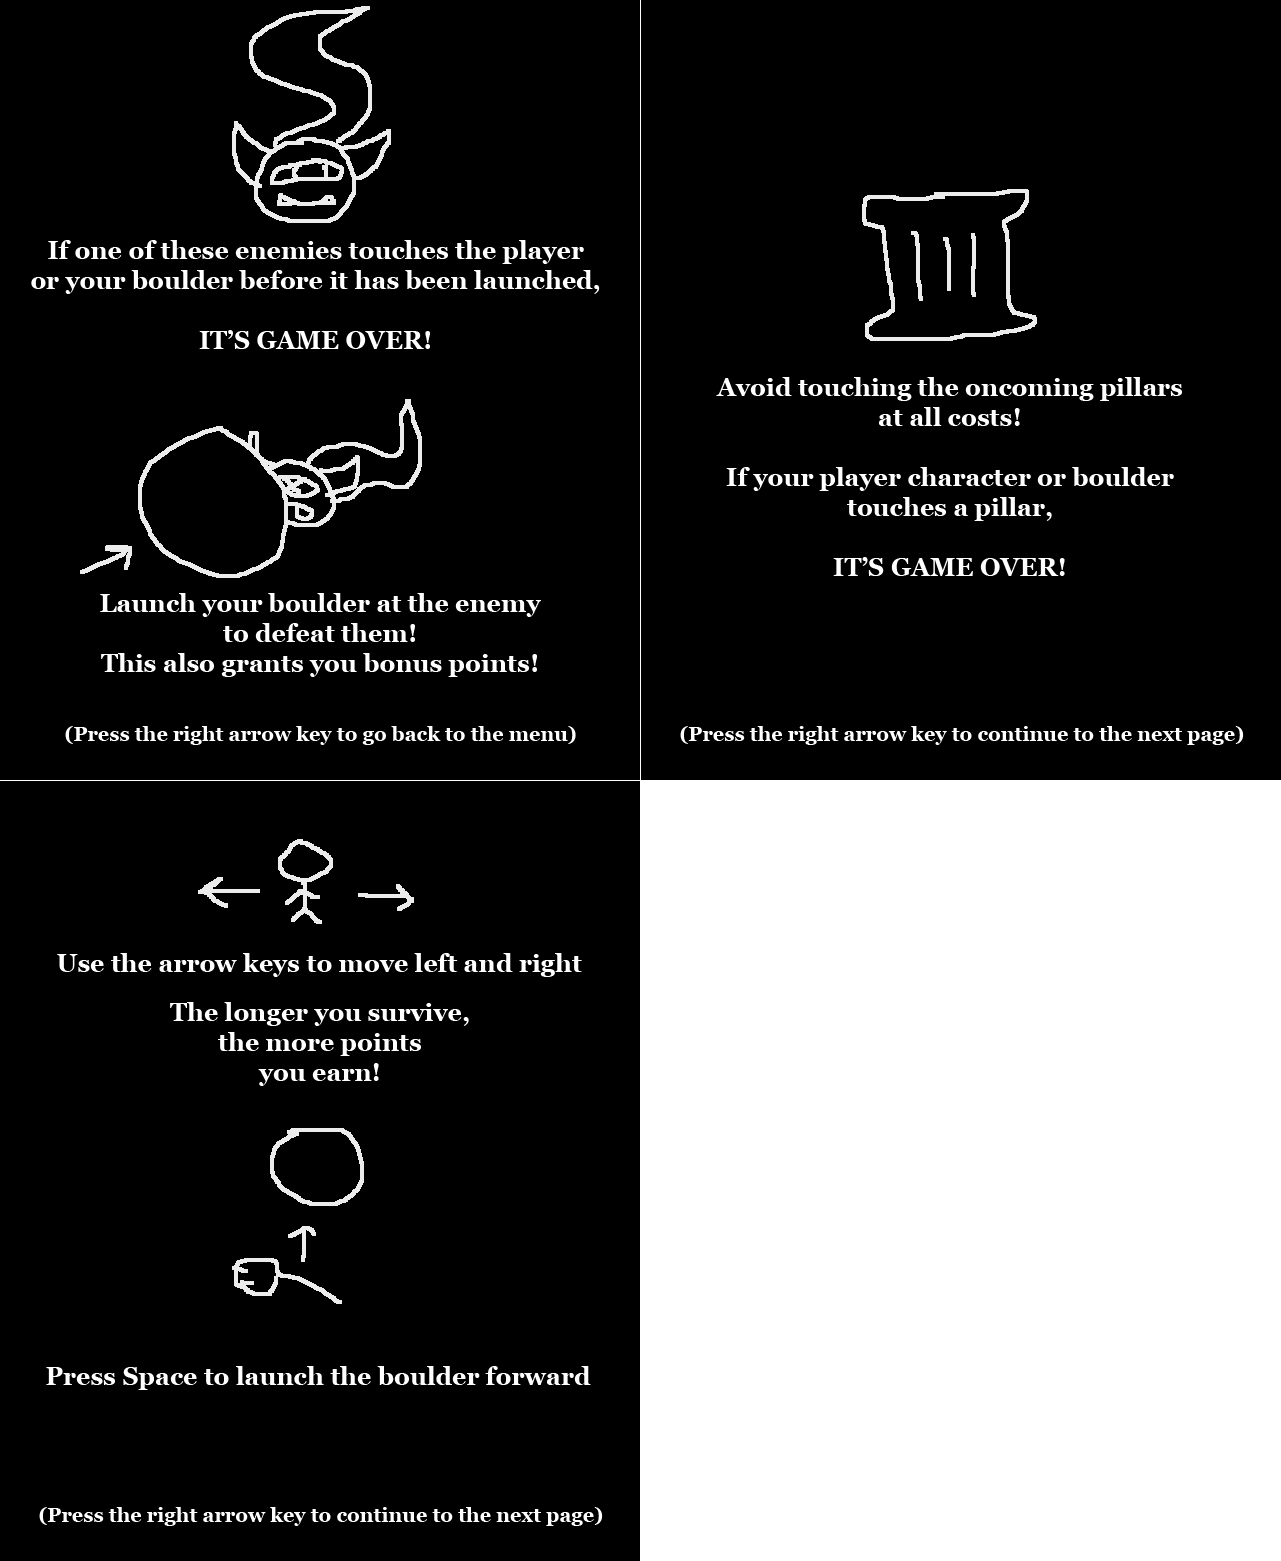 If one of these enemies touches the player
or your boulder before it has been launched,
IT’S GAME OVER!
Launch your boulder at the enemy
to defeat them!
This also grants you bonus points!
(Press the right arrow key to go back to the menu)
Avoid touching the oncoming pillars
at all costs!
If your player character or boulder
touches a pillar,
IT’S GAME OVER!
(Press the right arrow key to continue to the next page)
Use the arrow keys to move left and right
The longer you survive,
the more points
you earn!
Press Space to launch the boulder forward
(Press the right arrow key to continue to the next page)